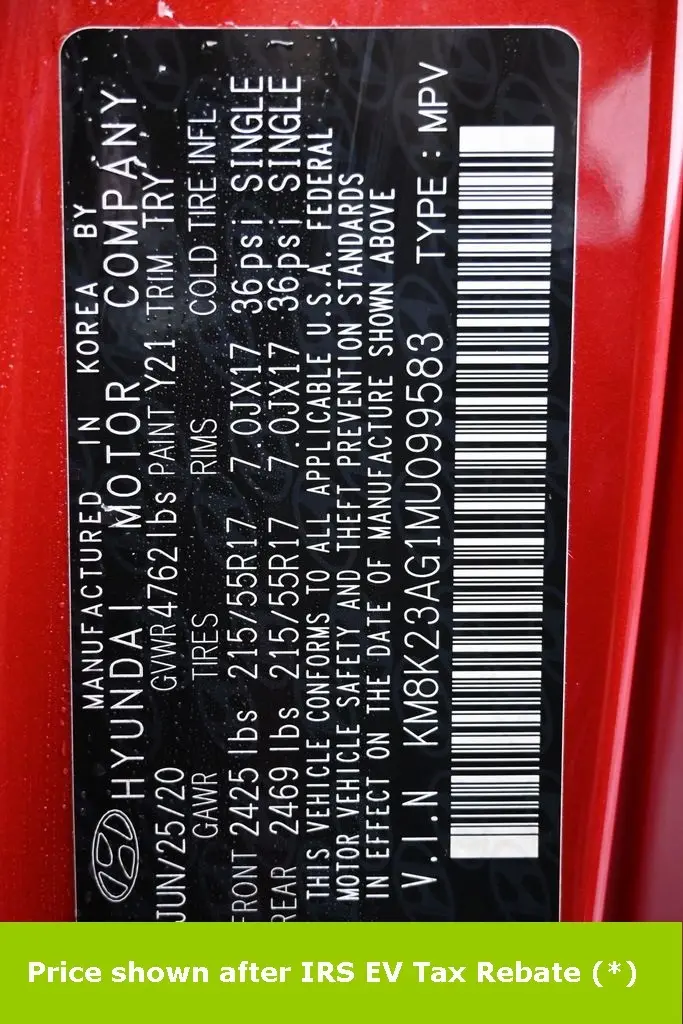 MANUFACTURED IN KOREA BY
HYUNDAI MOTOR COMPANY
JUN/25/20 GVWR 4762 lbs PAINT Y21 TRIM TRY
GAWR TIRES RIMS COLD TIRE INFL
FRONT 2425 lbs 215/55R17 7.0JX17 36psi SINGLE
REAR 2469 lbs 215/55R17 7.0JX17 36psi SINGLE
THIS VEHICLE CONFORMS TO ALL APPLICABLE U.S.A. FEDERAL
MOTOR VEHICLE SAFETY AND THEFT PREVENTION STANDARDS
IN EFFECT ON THE DATE OF MANUFACTURE SHOWN ABOVE
V.I.N KM8K23AG1MU099583 TYPE : MPV
Price shown after IRS EV Tax Rebate (*)